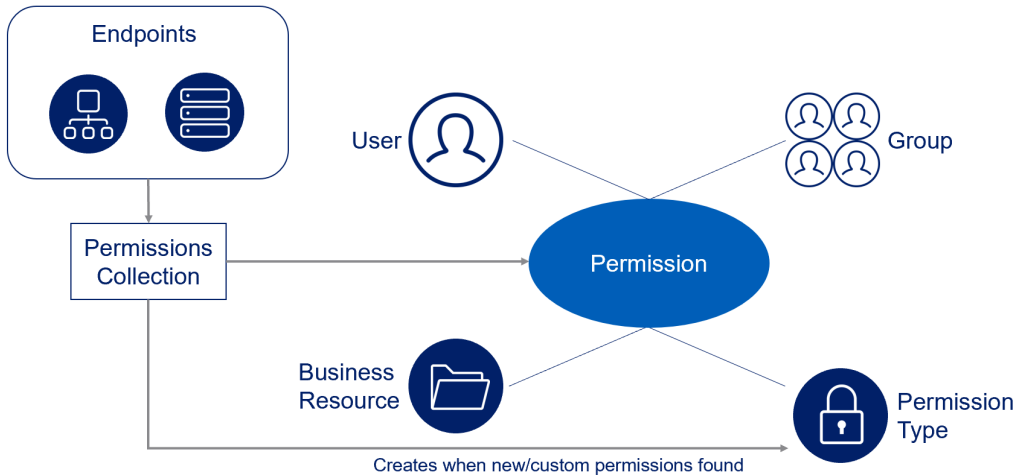 Endpoints
User
Group
Permissions
Collection
Permission
Business
Resource
Permission
Type
Creates when new/custom permissions found